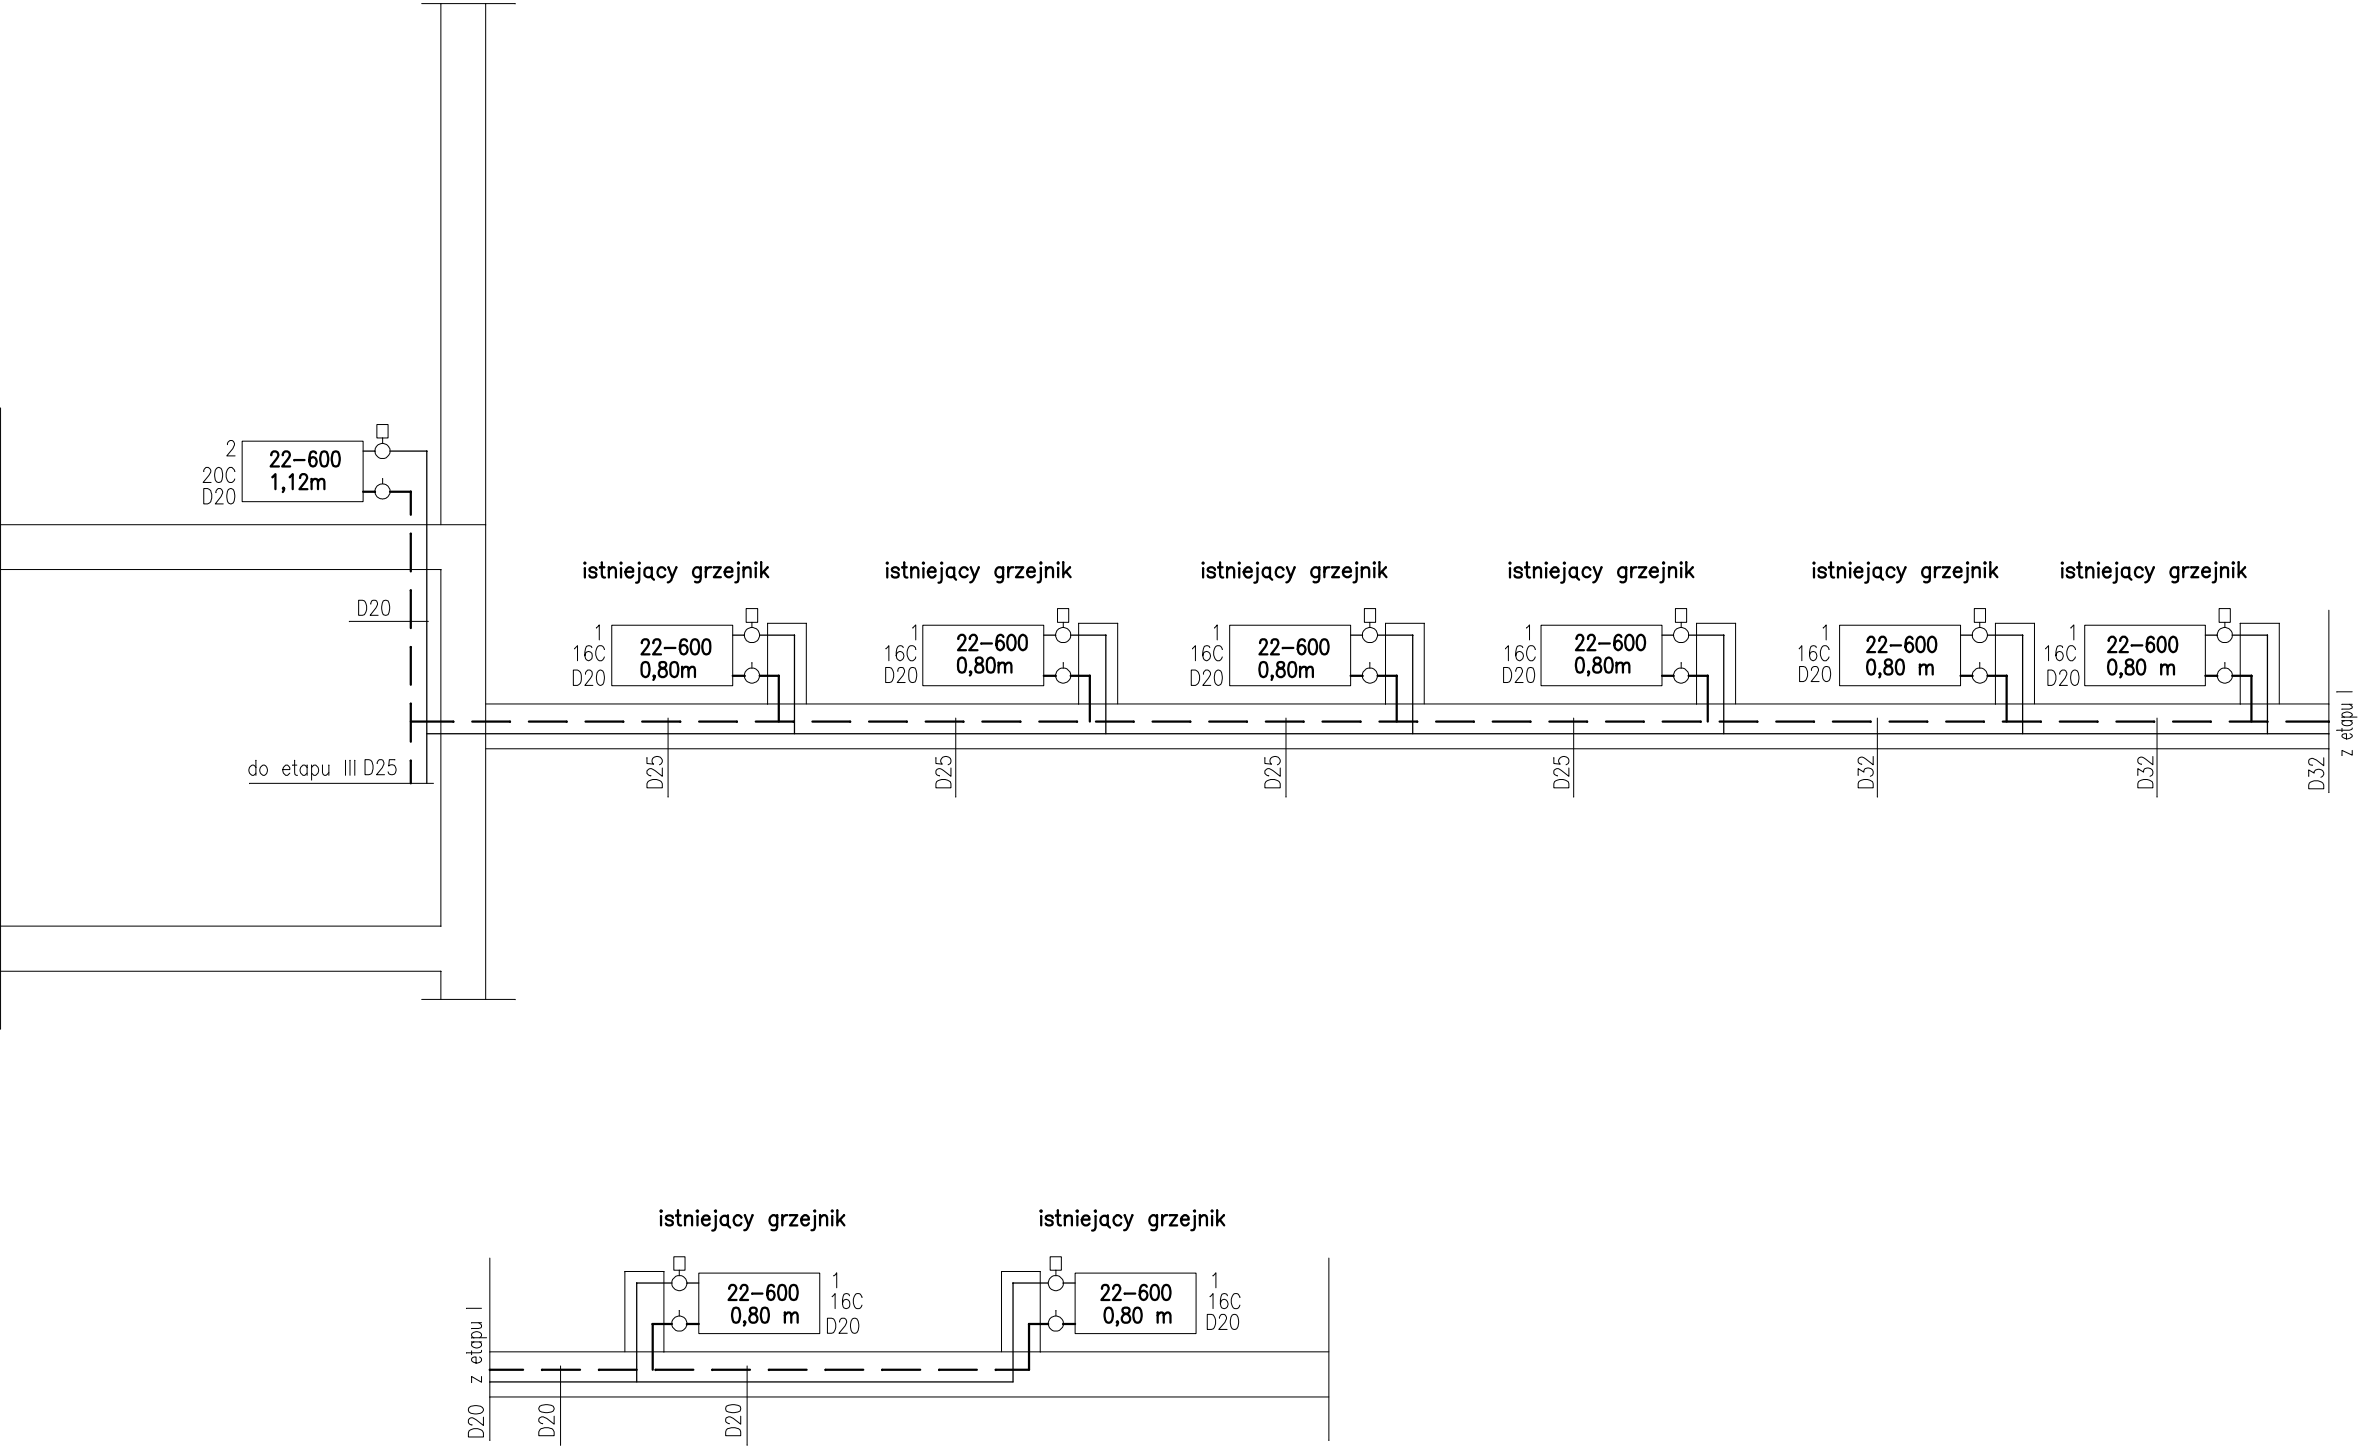 2
20C
D20
22-600
1,12m
D20
do etapu III D25
istniejący grzejnik
1
16C
D20
22-600
0,80m
istniejący grzejnik
1
16C
D20
22-600
0,80m
istniejący grzejnik
1
16C
D20
22-600
0,80m
istniejący grzejnik
1
16C
D20
22-600
0,80m
istniejący grzejnik
1
16C
D20
22-600
0,80 m
istniejący grzejnik
1
16C
D20
22-600
0,80 m
D25
D25
D25
D25
D32
D32
D32
z etapu I
istniejący grzejnik
22-600
0,80 m
1
16C
D20
istniejący grzejnik
22-600
0,80 m
1
16C
D20
z etapu I
D20
D20
D20